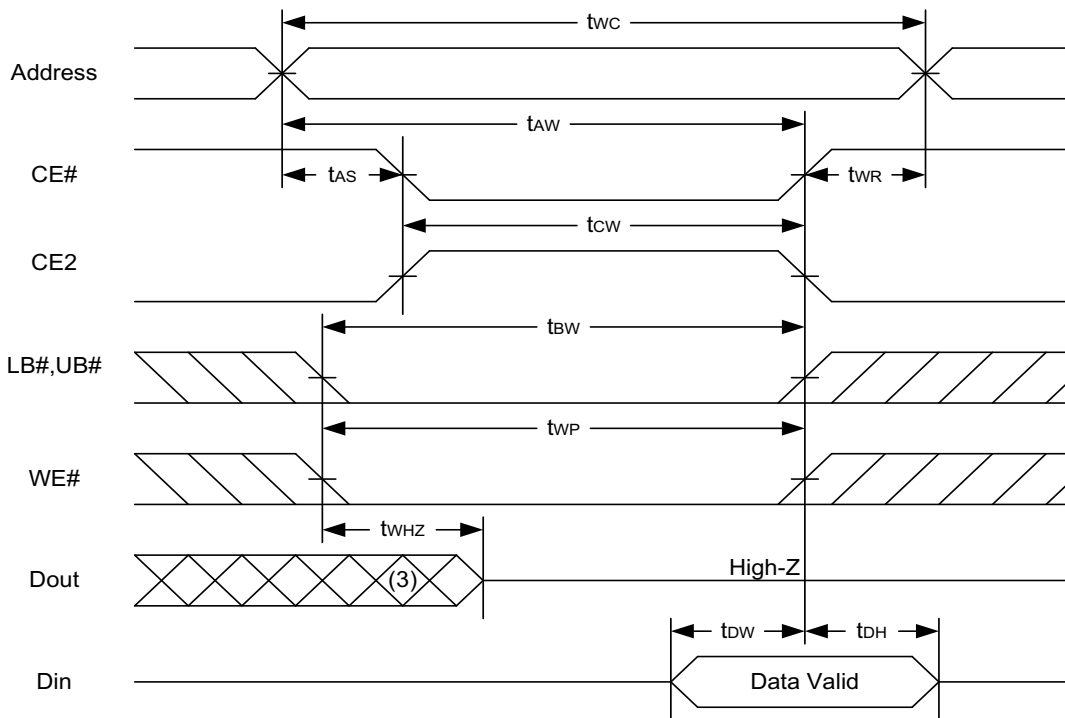 tWC
Address
tAW
CE#
tAS
tWR
tCW
CE2
tBW
LB#,UB#
tWP
WE#
tWHZ
Dout
(3)
High-Z
tDW
tDH
Din
Data Valid